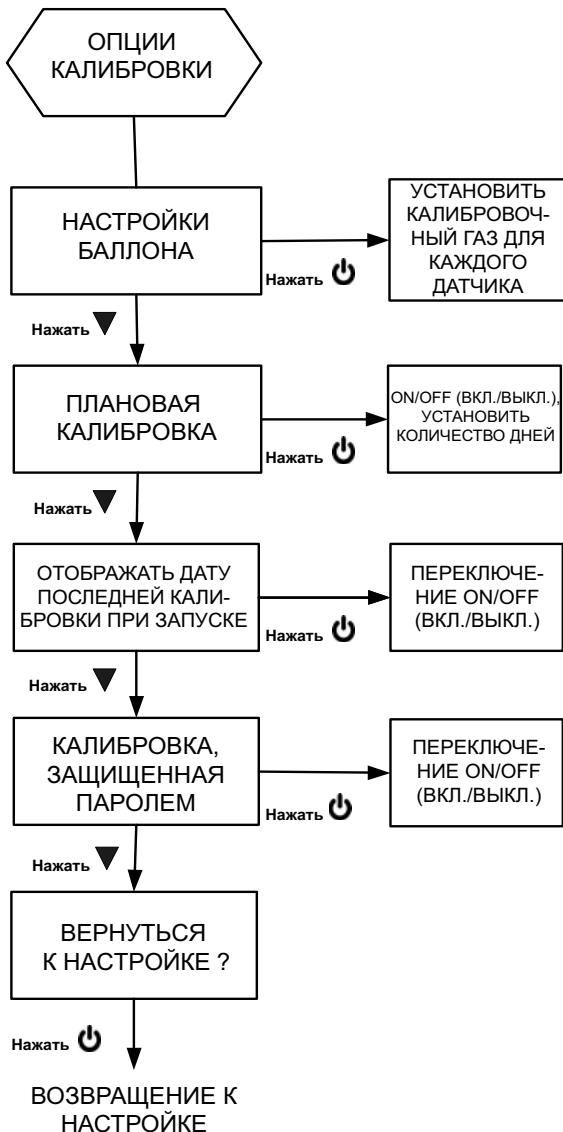 ОПЦИИ
КАЛИБРОВКИ
НАСТРОЙКИ
БАЛЛОНА
Нажать
УСТАНОВИТЬ
КАЛИБРОВОЧ-
НЫЙ ГАЗ ДЛЯ
КАЖДОГО
ДАТЧИКА
Нажать
ПЛАНОВАЯ
КАЛИБРОВКА
Нажать
ON/OFF (ВКЛ./ВЫКЛ.),
УСТАНОВИТЬ
КОЛИЧЕСТВО ДНЕЙ
Нажать
ОТОБРАЖАТЬ ДАТУ
ПОСЛЕДНЕЙ КАЛИ-
БРОВКИ ПРИ ЗАПУСКЕ
Нажать
ПЕРЕКЛЮЧЕ-
НИЕ ON/OFF
(ВКЛ./ВЫКЛ.)
Нажать
КАЛИБРОВКА,
ЗАЩИЩЕННАЯ
ПАРОЛЕМ
Нажать
ПЕРЕКЛЮЧЕ-
НИЕ ON/OFF
(ВКЛ./ВЫКЛ.)
Нажать
ВЕРНУТЬСЯ
К НАСТРОЙКЕ ?
Нажать
ВОЗВРАЩЕНИЕ К
НАСТРОЙКЕ